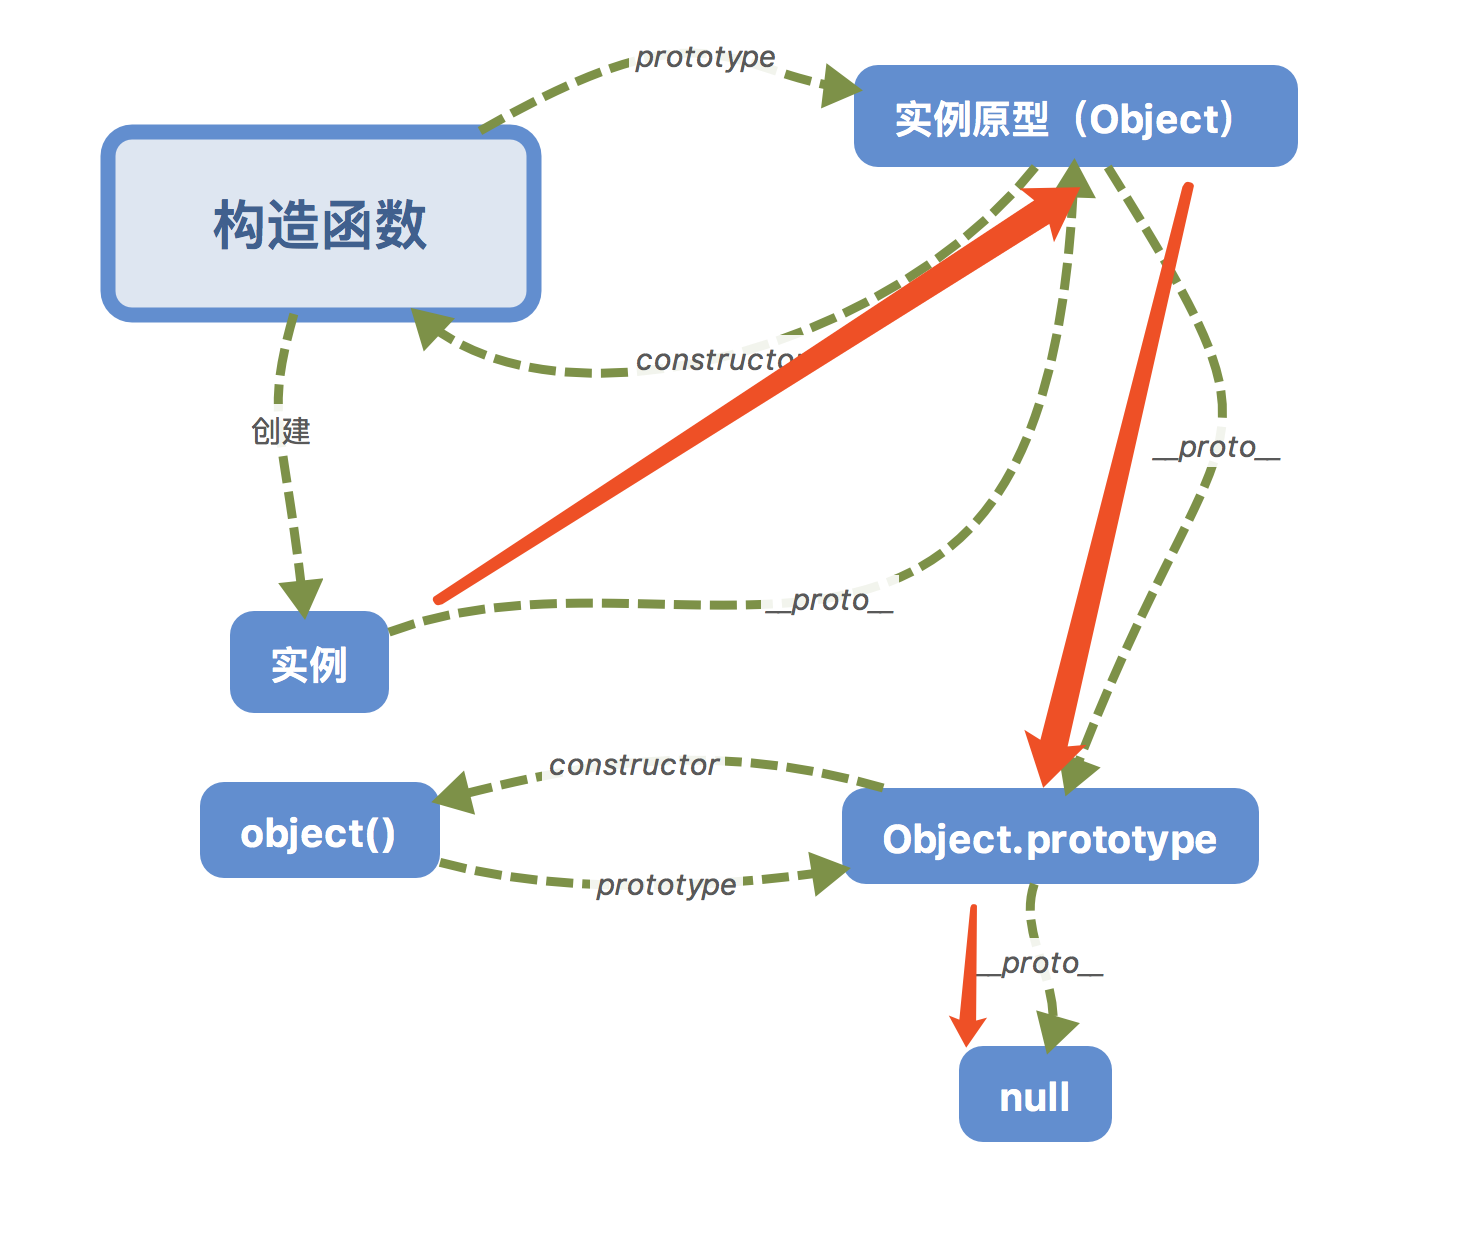 prototype
实例原型（Object）
构造函数
constructor
创建
__proto__
__proto__
实例
constructor
object()
Object.prototype
prototype
__proto__
null